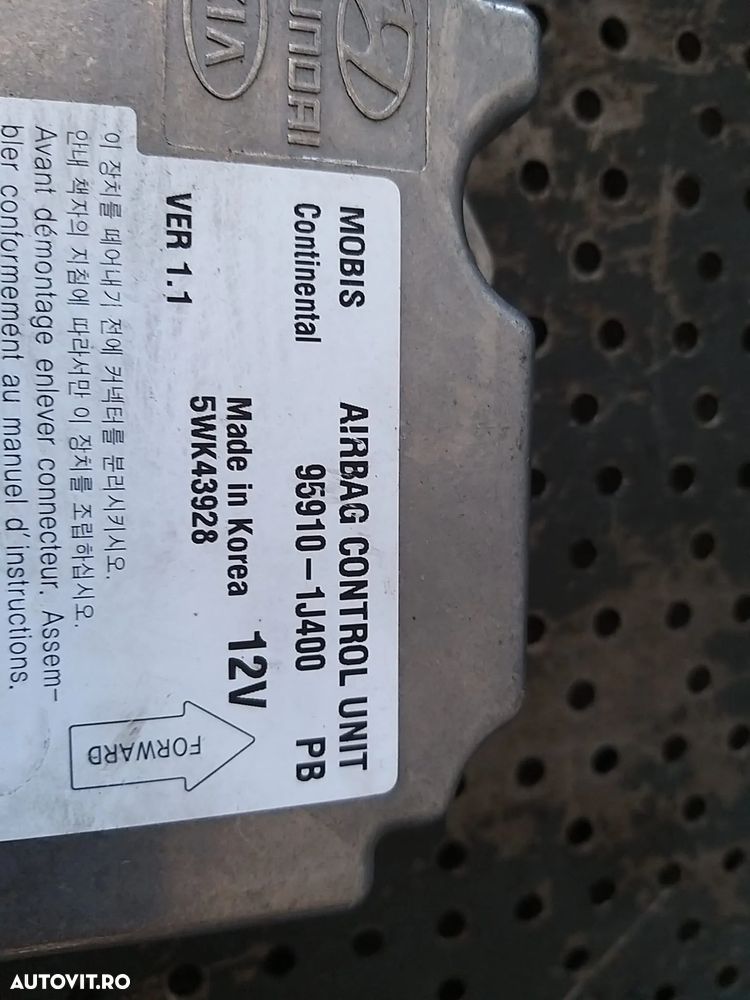 KIA
HYUNDAI
MOBIS AIRBAG CONTROL UNIT
Continental 95910-1J400 PB
Made in Korea 12V
VER 1.1 5WK43928
이 장치를 떼어내기 전에 커넥터를 분리시키시오.
안내 책자의 지침에 따라서만 이 장치를 조립하십시오.
Avant démontage enlever connecteur. Assem-
bler conformement au manuel d'instructions.
FORWARD
AUTOVIT.RO